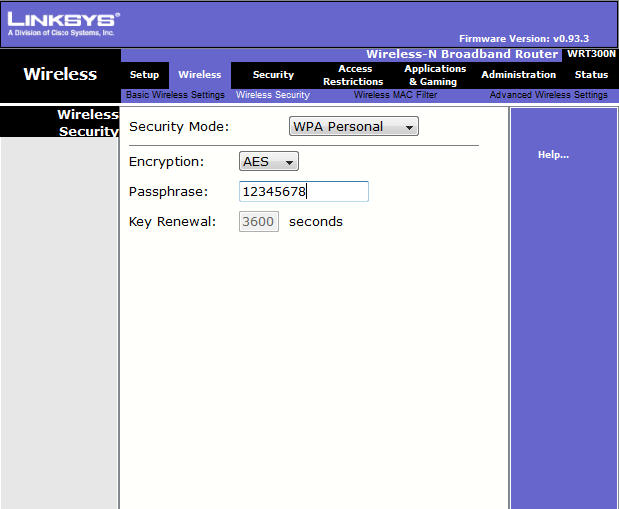 LINKSYS®
A Division of Cisco Systems, Inc.
Firmware Version: v0.93.3
Wireless-N Broadband Router WRT300N
Wireless
Setup Wireless Security Access Restrictions Applications & Gaming Administration Status
Basic Wireless Settings Wireless Security Wireless MAC Filter Advanced Wireless Settings
Wireless
Security
Security Mode: WPA Personal
Help...
Encryption: AES
Passphrase: 12345678
Key Renewal: 3600 seconds